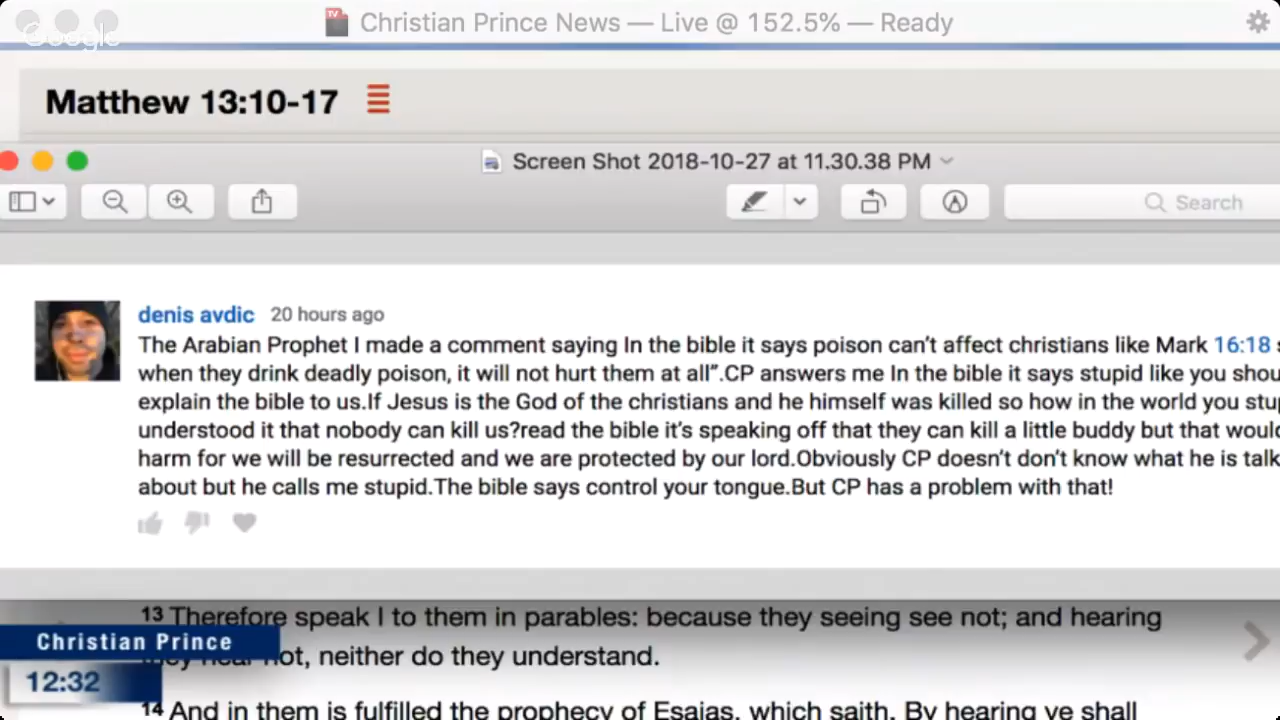 Google
Christian Prince News — Live @ 152.5% — Ready
Matthew 13:10-17
Screen Shot 2018-10-27 at 11.30.38 PM
Search
denis avdic 20 hours ago
The Arabian Prophet I made a comment saying In the bible it says poison can't affect christians like Mark 16:18
when they drink deadly poison, it will not hurt them at all”.CP answers me In the bible it says stupid like you
explain the bible to us.If Jesus is the God of the christians and he himself was killed so how in the world you
understood it that nobody can kill us?read the bible it's speaking off that they can kill a little buddy but that
harm for we will be resurrected and we are protected by our lord.Obviously CP doesn't don't know what he is
about but he calls me stupid.The bible says control your tongue.But CP has a problem with that!
13 Therefore speak I to them in parables: because they seeing see not; and hearing
not, neither do they understand.
Christian Prince
12:32
14 And in them is fulfilled the prophecy of Esaias, which saith, By hearing ye shall